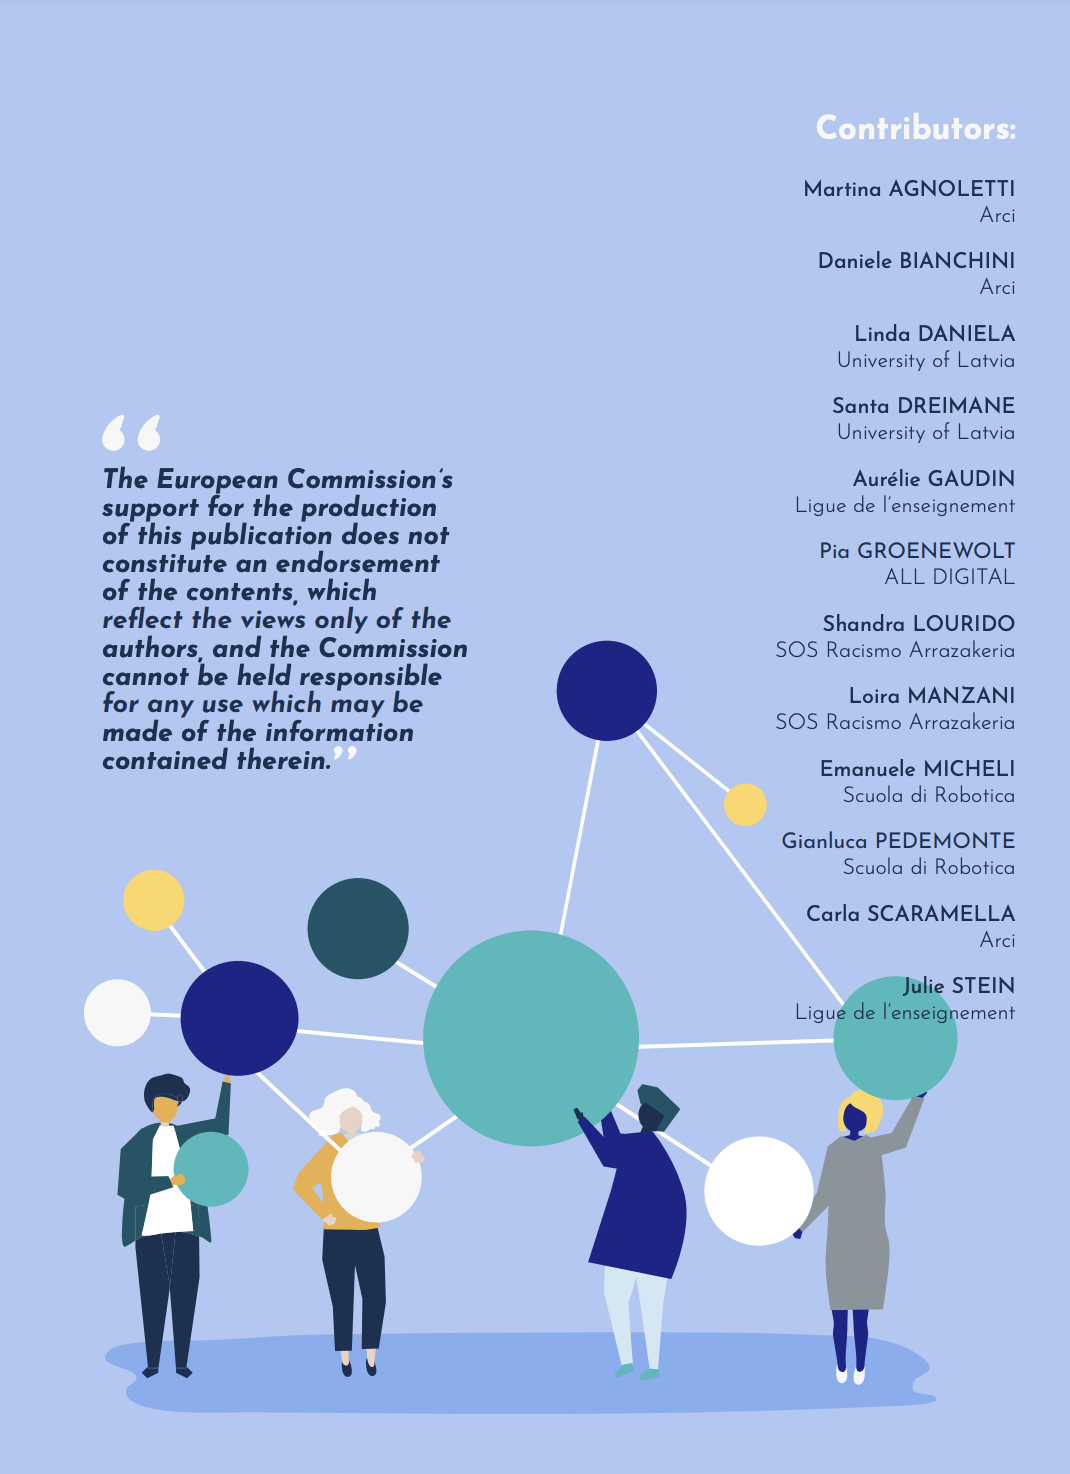 Contributors:
Martina AGNOLETTI
Arci
Daniele BIANCHINI
Arci
Linda DANIELA
University of Latvia
Santa DREIMANE
University of Latvia
Aurélie GAUDIN
Ligue de l’enseignement
Pia GROENEWOLT
ALL DIGITAL
Shandra LOURIDO
SOS Racismo Arrazakeria
Loira MANZANI
SOS Racismo Arrazakeria
Emanuele MICHELI
Scuola di Robotica
Gianluca PEDEMONTE
Scuola di Robotica
Carla SCARAMELLA
Arci
Julie STEIN
Ligue de l’enseignement
“
The European Commission’s
support for the production
of this publication does not
constitute an endorsement
of the contents, which
reflect the views only of the
authors, and the Commission
cannot be held responsible
for any use which may be
made of the information
contained therein.”